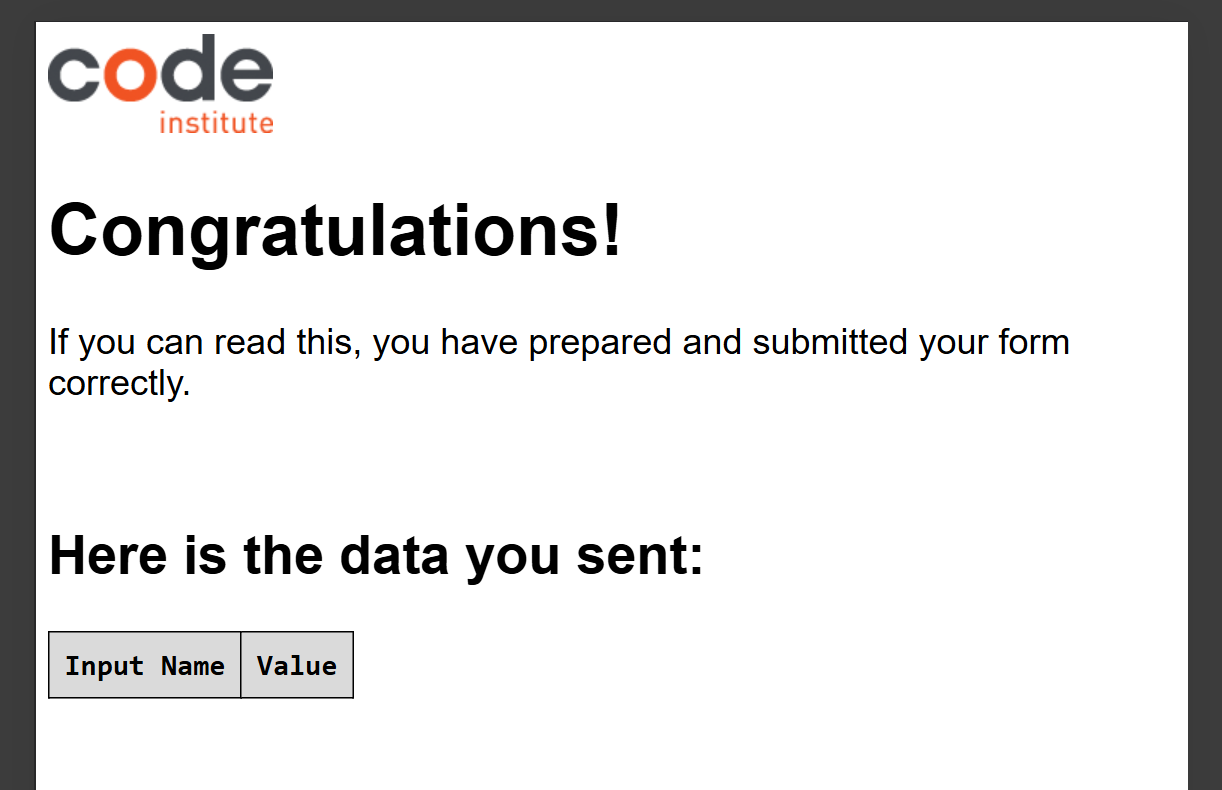 code
institute
Congratulations!
If you can read this, you have prepared and submitted your form
correctly.
Here is the data you sent:
Input Name Value